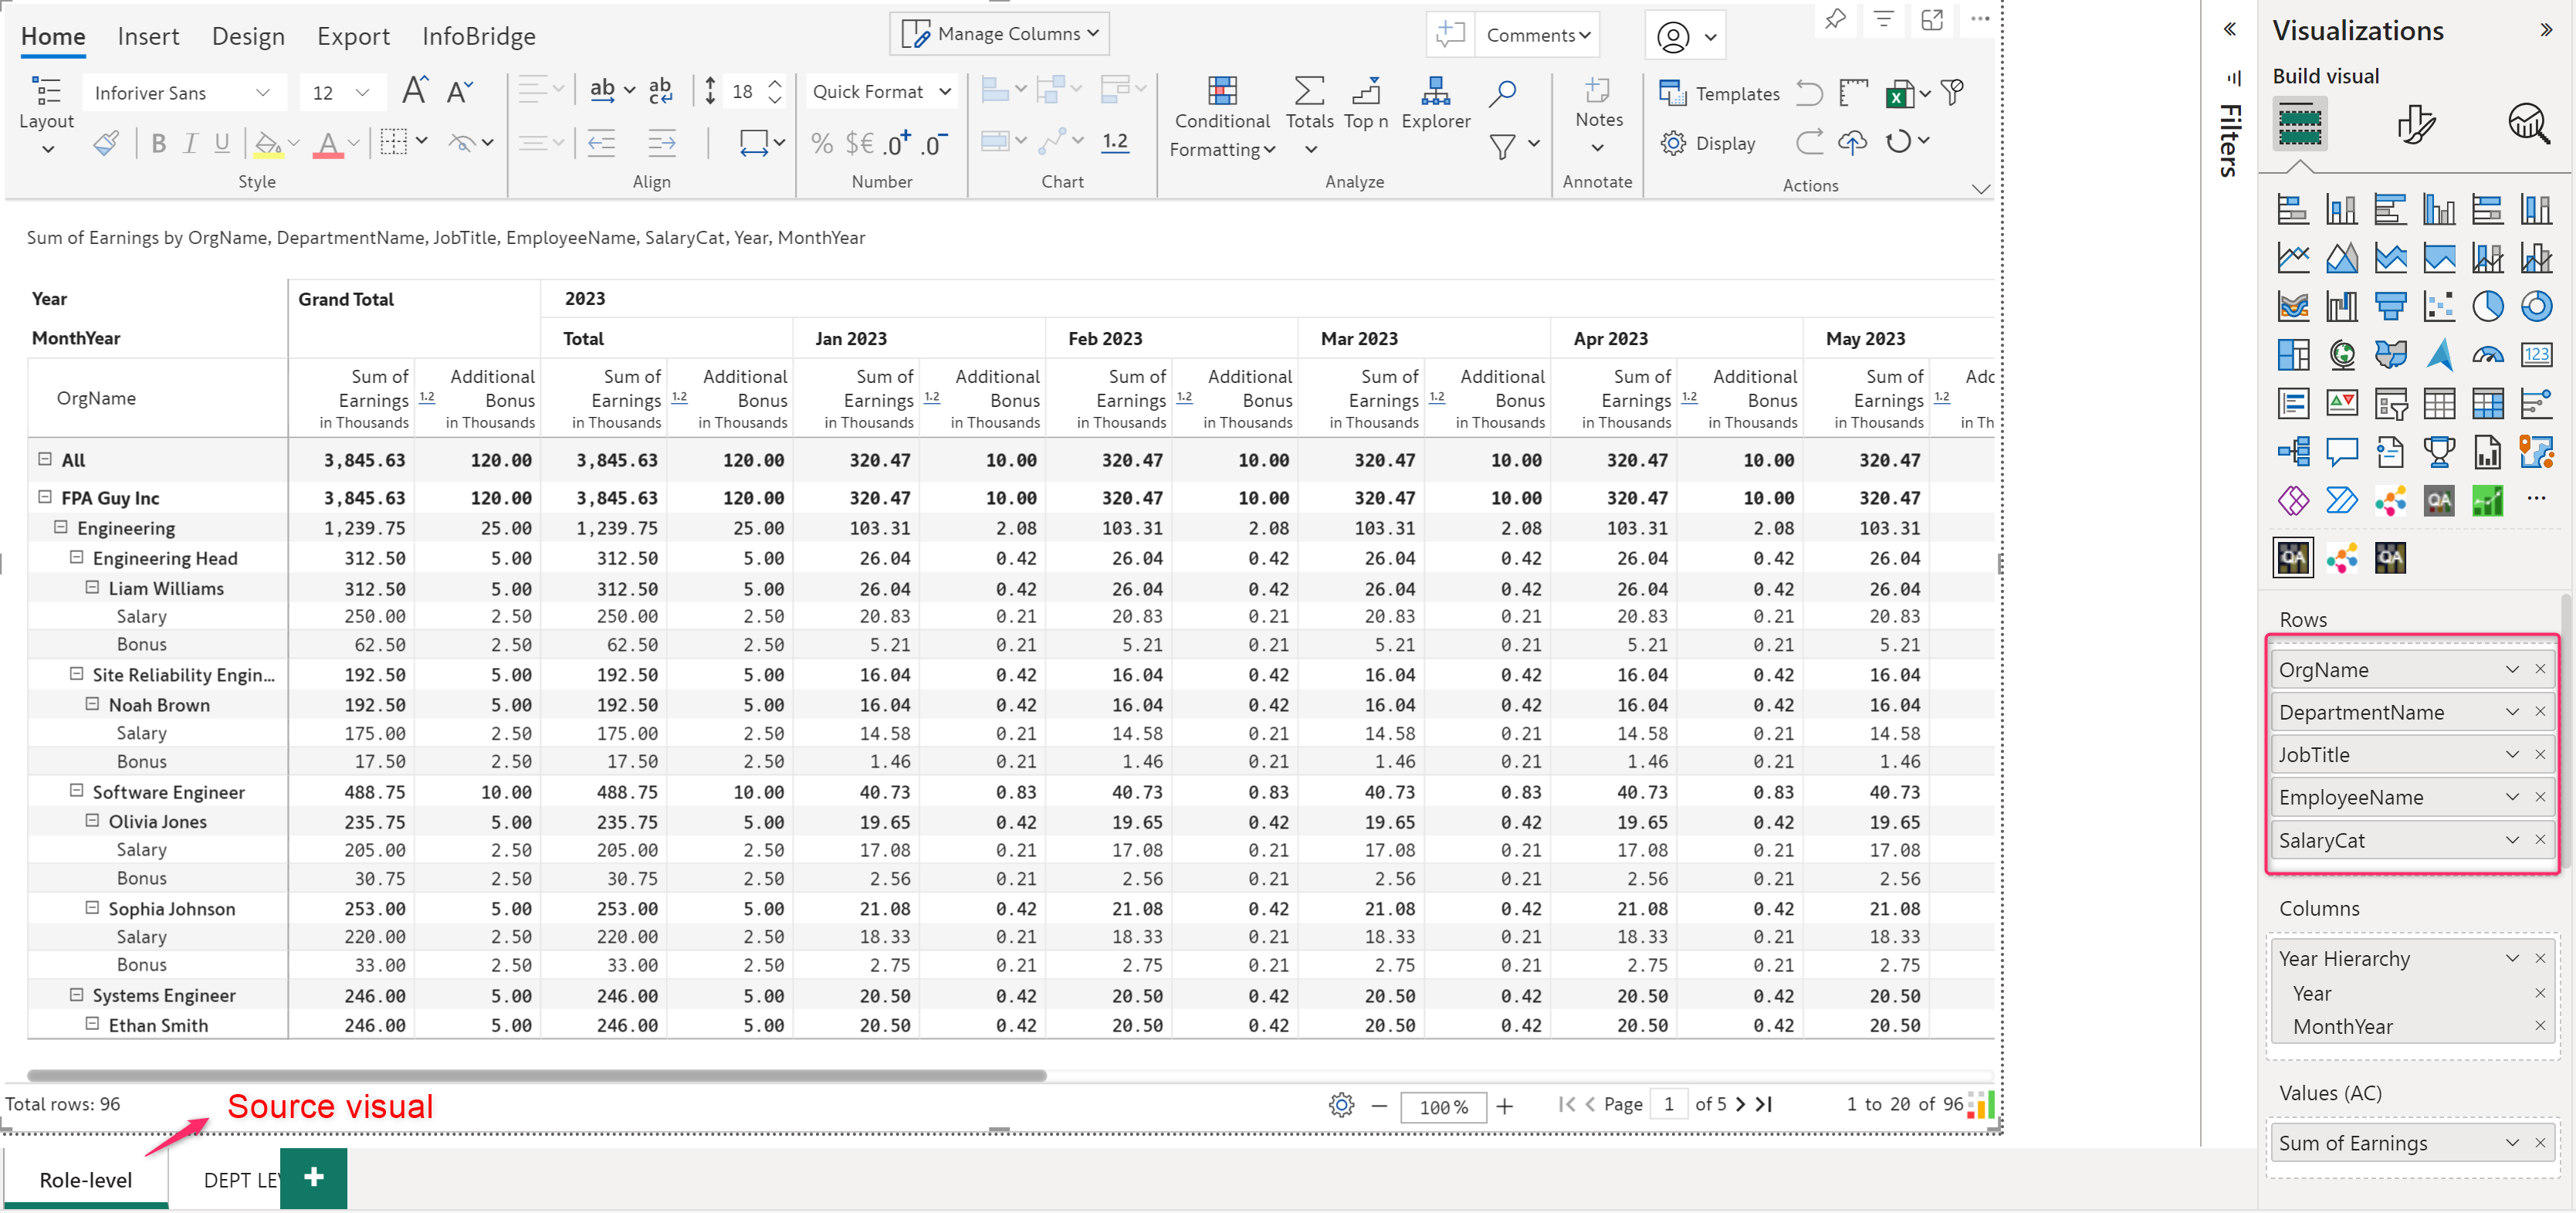 Home Insert Design Export InfoBridge Manage Columns Comments
Inforiver Sans 12 A A ab ab 18 Quick Format Templates
Layout B I U A % $€ .0+ .0- 1.2 Conditional Formatting Totals Top n Explorer Notes Display
Style Align Number Chart Analyze Annotate Actions
Sum of Earnings by OrgName, DepartmentName, JobTitle, EmployeeName, SalaryCat, Year, MonthYear
Year Grand Total 2023
MonthYear Total Jan 2023 Feb 2023 Mar 2023 Apr 2023 May 2023
Sum of Additional Sum of Additional Sum of Additional Sum of Additional Sum of Additional Sum of Additional Sum of Adc
OrgName Earnings 1.2 Bonus Earnings 1.2 Bonus Earnings 1.2 Bonus Earnings 1.2 Bonus Earnings 1.2 Bonus Earnings 1.2 Bonus Earnings 1.2
in Thousands in Thousands in Thousands in Thousands in Thousands in Thousands in Thousands in Thousands in Thousands in Thousands in Thousands in Thousands in Thousands in Th
All 3,845.63 120.00 3,845.63 120.00 320.47 10.00 320.47 10.00 320.47 10.00 320.47 10.00 320.47
FPA Guy Inc 3,845.63 120.00 3,845.63 120.00 320.47 10.00 320.47 10.00 320.47 10.00 320.47 10.00 320.47
Engineering 1,239.75 25.00 1,239.75 25.00 103.31 2.08 103.31 2.08 103.31 2.08 103.31 2.08 103.31
Engineering Head 312.50 5.00 312.50 5.00 26.04 0.42 26.04 0.42 26.04 0.42 26.04 0.42 26.04
Liam Williams 312.50 5.00 312.50 5.00 26.04 0.42 26.04 0.42 26.04 0.42 26.04 0.42 26.04
Salary 250.00 2.50 250.00 2.50 20.83 0.21 20.83 0.21 20.83 0.21 20.83 0.21 20.83
Bonus 62.50 2.50 62.50 2.50 5.21 0.21 5.21 0.21 5.21 0.21 5.21 0.21 5.21
Site Reliability Engin... 192.50 5.00 192.50 5.00 16.04 0.42 16.04 0.42 16.04 0.42 16.04 0.42 16.04
Noah Brown 192.50 5.00 192.50 5.00 16.04 0.42 16.04 0.42 16.04 0.42 16.04 0.42 16.04
Salary 175.00 2.50 175.00 2.50 14.58 0.21 14.58 0.21 14.58 0.21 14.58 0.21 14.58
Bonus 17.50 2.50 17.50 2.50 1.46 0.21 1.46 0.21 1.46 0.21 1.46 0.21 1.46
Software Engineer 488.75 10.00 488.75 10.00 40.73 0.83 40.73 0.83 40.73 0.83 40.73 0.83 40.73
Olivia Jones 235.75 5.00 235.75 5.00 19.65 0.42 19.65 0.42 19.65 0.42 19.65 0.42 19.65
Salary 205.00 2.50 205.00 2.50 17.08 0.21 17.08 0.21 17.08 0.21 17.08 0.21 17.08
Bonus 30.75 2.50 30.75 2.50 2.56 0.21 2.56 0.21 2.56 0.21 2.56 0.21 2.56
Sophia Johnson 253.00 5.00 253.00 5.00 21.08 0.42 21.08 0.42 21.08 0.42 21.08 0.42 21.08
Salary 220.00 2.50 220.00 2.50 18.33 0.21 18.33 0.21 18.33 0.21 18.33 0.21 18.33
Bonus 33.00 2.50 33.00 2.50 2.75 0.21 2.75 0.21 2.75 0.21 2.75 0.21 2.75
Systems Engineer 246.00 5.00 246.00 5.00 20.50 0.42 20.50 0.42 20.50 0.42 20.50 0.42 20.50
Ethan Smith 246.00 5.00 246.00 5.00 20.50 0.42 20.50 0.42 20.50 0.42 20.50 0.42 20.50
Total rows: 96 100% Page 1 of 5 1 to 20 of 96
Source visual
Role-level DEPT LEV
Filters
Visualizations
Build visual
123
QA
QA QA
Rows
OrgName
DepartmentName
JobTitle
EmployeeName
SalaryCat
Columns
Year Hierarchy
Year
MonthYear
Values (AC)
Sum of Earnings